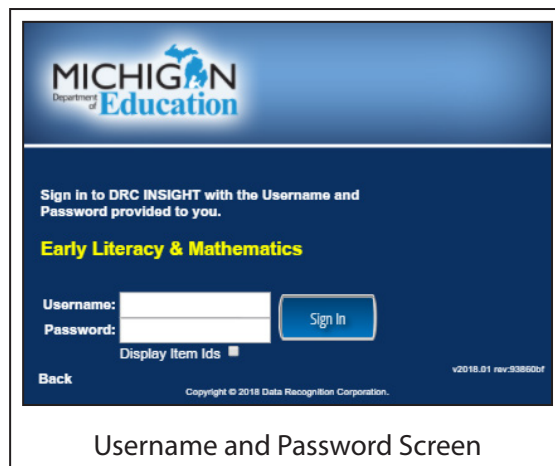 MICHIGAN
Department of Education
Sign in to DRC INSIGHT with the Username and
Password provided to you.
Early Literacy & Mathematics
Username:
Password:
Sign In
Display Item Ids
Back
v2018.01 rev:93860bf
Copyright © 2018 Data Recognition Corporation.
Username and Password Screen